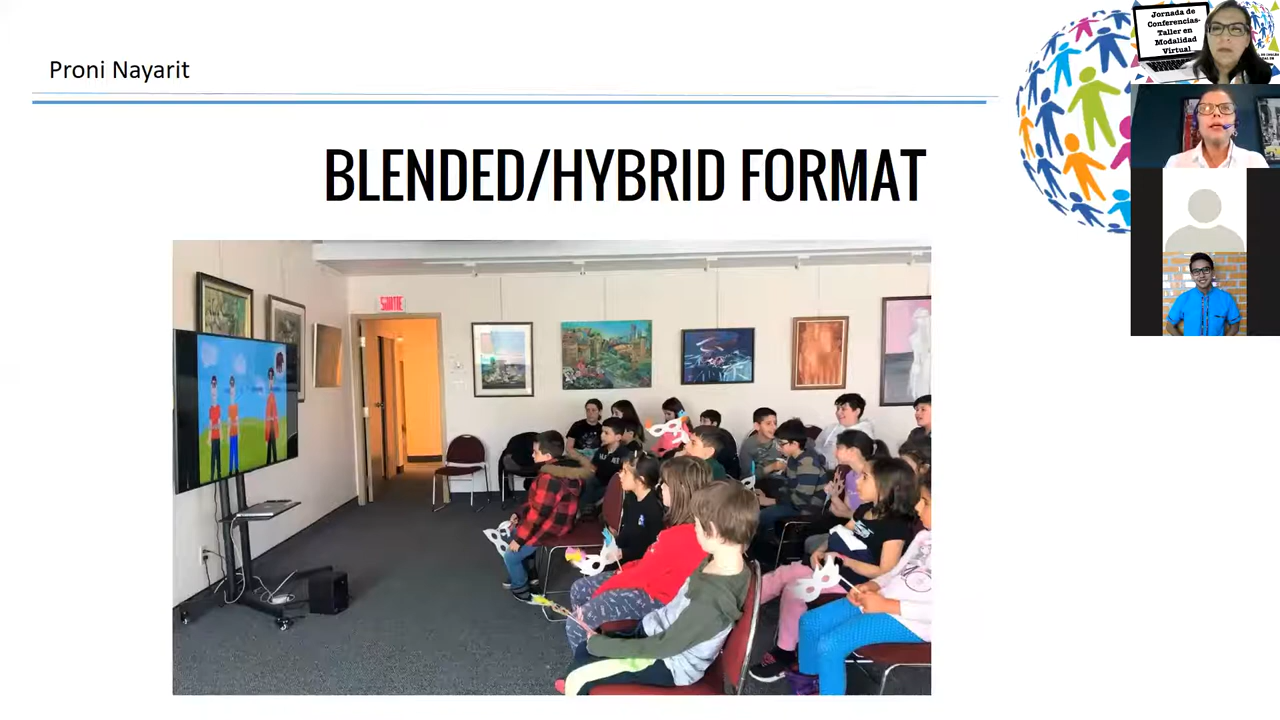 Proni Nayarit
BLENDED/HYBRID FORMAT
SORTIE
Jornada de
Conferencias-
Taller en
Modalidad
Virtual